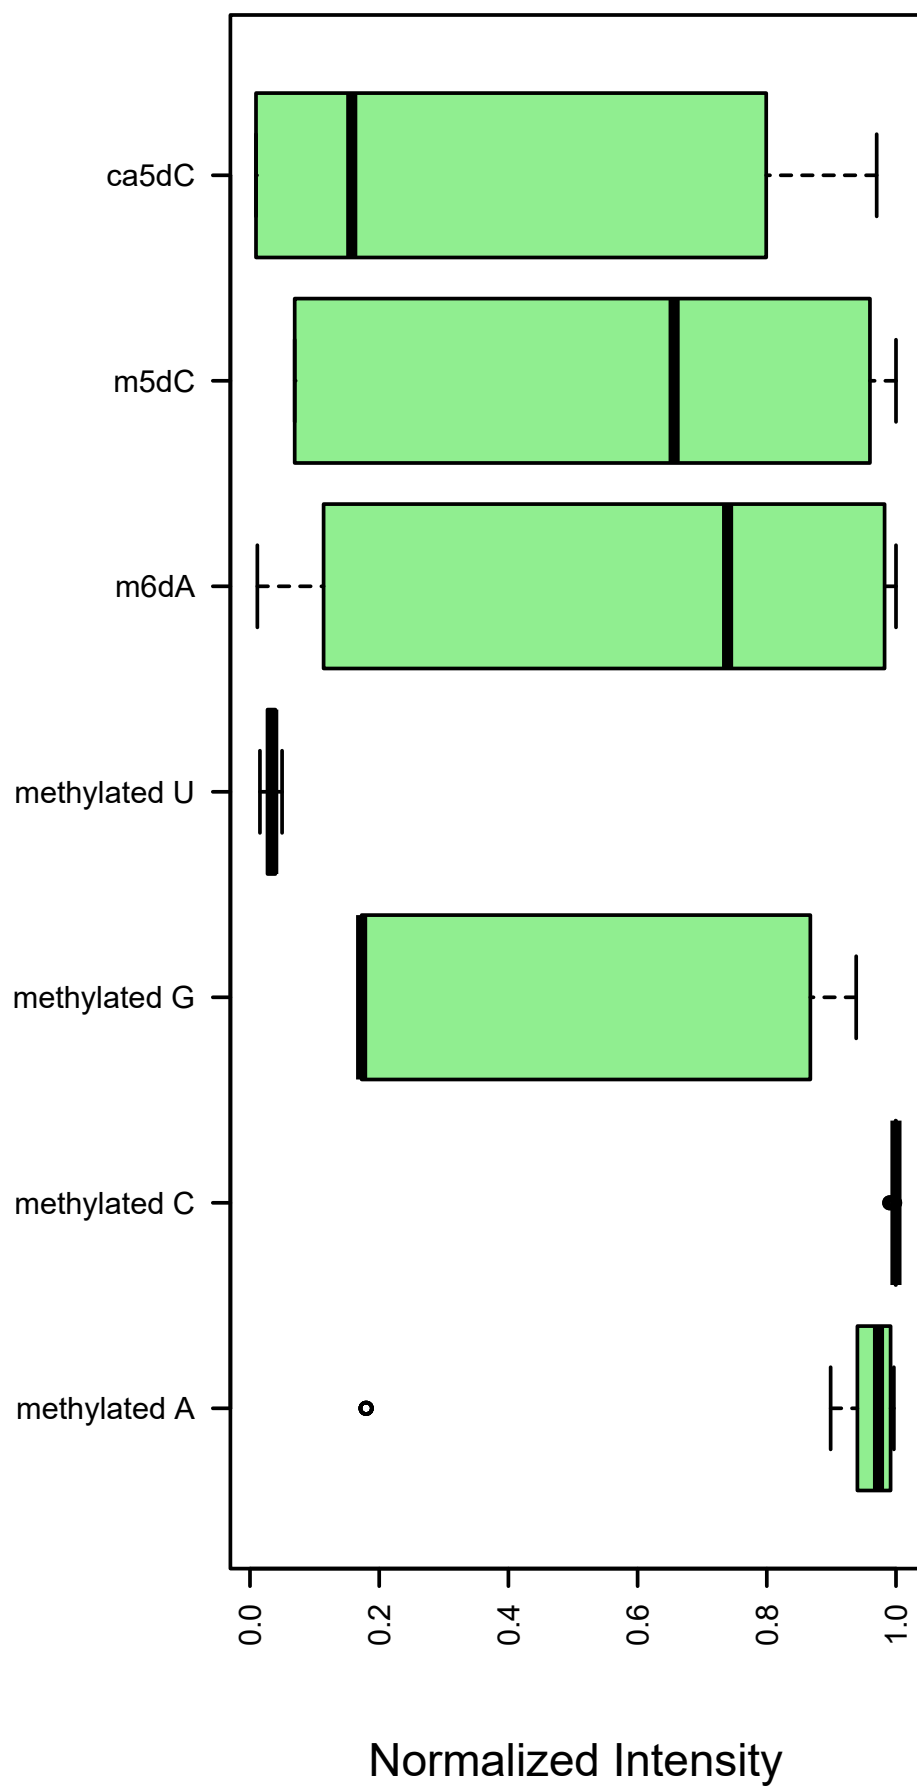 ca5dC
m5dC
m6dA
methylated U
methylated G
methylated C
methylated A
0.0
0.2
0.4
0.6
0.8
1.0
Normalized Intensity